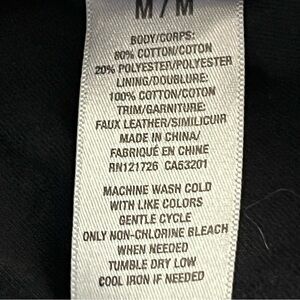 M / M
BODY/CORPS:
80% COTTON/COTON
20% POLYESTER/POLYESTER
LINING/DOUBLURE:
100% COTTON/COTON
TRIM/GARNITURE:
FAUX LEATHER/SIMILICUIR
MADE IN CHINA/
FABRIQUÉ EN CHINE
RN121726 CA53201
MACHINE WASH COLD
WITH LIKE COLORS
GENTLE CYCLE
ONLY NON-CHLORINE BLEACH
WHEN NEEDED
TUMBLE DRY LOW
COOL IRON IF NEEDED